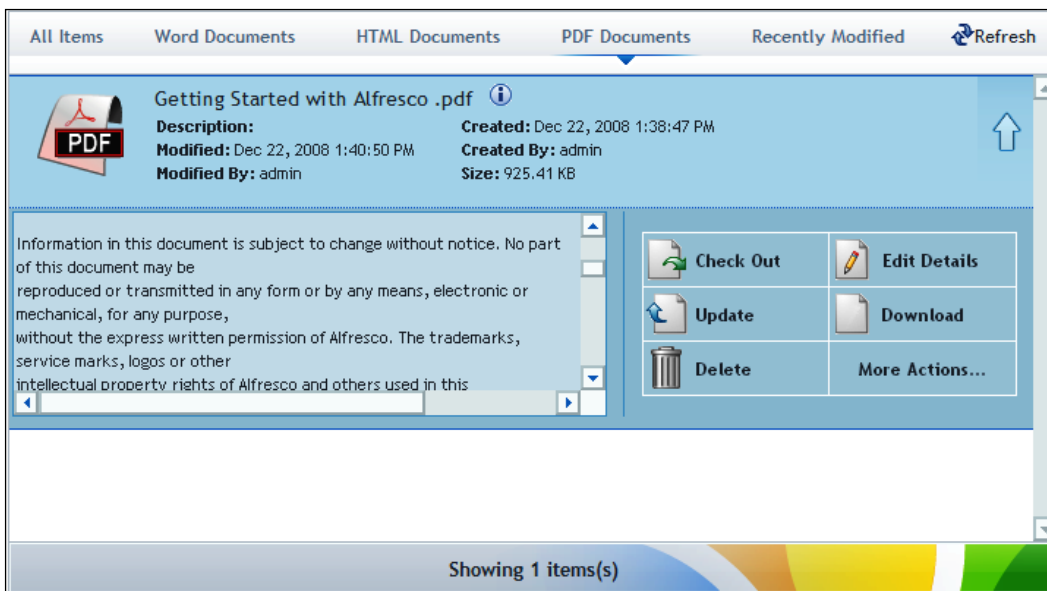 All Items Word Documents HTML Documents PDF Documents Recently Modified Refresh
PDF
Getting Started with Alfresco .pdf
Description: Created: Dec 22, 2008 1:38:47 PM
Modified: Dec 22, 2008 1:40:50 PM Created By: admin
Modified By: admin Size: 925.41 KB
Information in this document is subject to change without notice. No part
of this document may be
reproduced or transmitted in any form or by any means, electronic or
mechanical, for any purpose,
without the express written permission of Alfresco. The trademarks,
service marks, logos or other
intellectual property rights of Alfresco and others used in this
Check Out Edit Details
Update Download
Delete More Actions...
Showing 1 items(s)